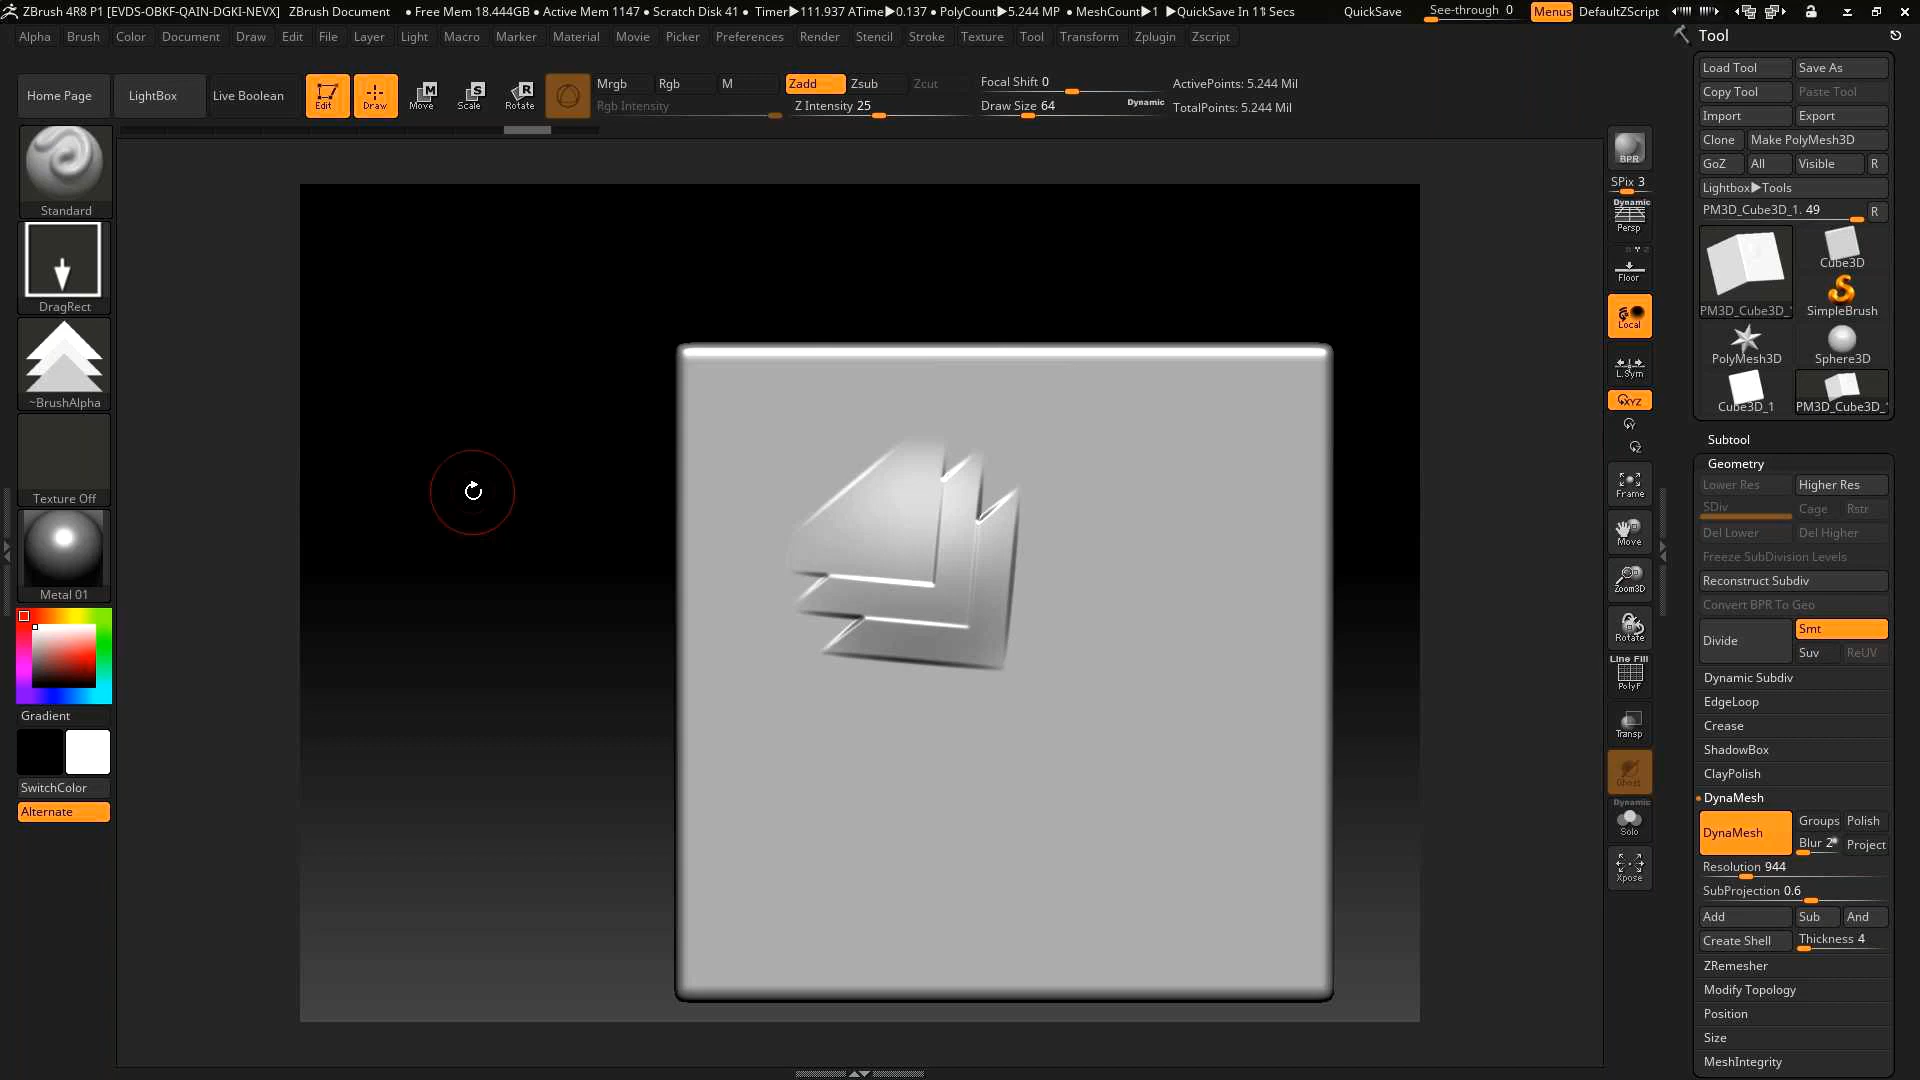 ZBrush 4R8 P1 [EVDS-OBKF-QAIN-DGKI-NEVX] ZBrush Document • Free Mem 18.444GB • Active Mem 1147 • Scratch Disk 41 • Timer▶111.937 ATime▶0.137 • PolyCount▶5.244 MP • MeshCount▶1 ▶QuickSave In 11 Secs QuickSave See-through 0 Menus DefaultZScript
Alpha Brush Color Document Draw Edit File Layer Light Macro Marker Material Movie Picker Preferences Render Stencil Stroke Texture Tool Transform Zplugin Zscript
Home Page LightBox Live Boolean Edit Draw Move Scale Rotate
M S R
Mrgb Rgb M Zadd Zsub Zcut Focal Shift 0 ActivePoints: 5.244 Mil
Rgb Intensity Z Intensity 25 Draw Size 64 Dynamic TotalPoints: 5.244 Mil
Standard
DragRect
~BrushAlpha
Texture Off
Metal 01
Gradient
SwitchColor
Alternate
BPR
SPix 3
Dynamic
Persp
Floor
Local
L.Sym
XYZ
Y
Z
Frame
Move
Zoom3D
Rotate
Line Fill
PolyF
Transp
Ghost
Dynamic
Solo
Xpose
Tool
Load Tool Save As
Copy Tool Paste Tool
Import Export
Clone Make PolyMesh3D
GoZ All Visible R
Lightbox▶Tools
PM3D_Cube3D_1. 49 R
PM3D_Cube3D_1 Cube3D
SimpleBrush
PolyMesh3D Sphere3D
Cube3D_1 PM3D_Cube3D_1
Subtool
Geometry
Lower Res Higher Res
SDiv Cage Rstr
Del Lower Del Higher
Freeze SubDivision Levels
Reconstruct Subdiv
Convert BPR To Geo
Divide Smt
Suv ReUV
Dynamic Subdiv
EdgeLoop
Crease
ShadowBox
ClayPolish
DynaMesh
DynaMesh Groups Polish
Blur 2 Project
Resolution 944
SubProjection 0.6
Add Sub And
Create Shell Thickness 4
ZRemesher
Modify Topology
Position
Size
MeshIntegrity